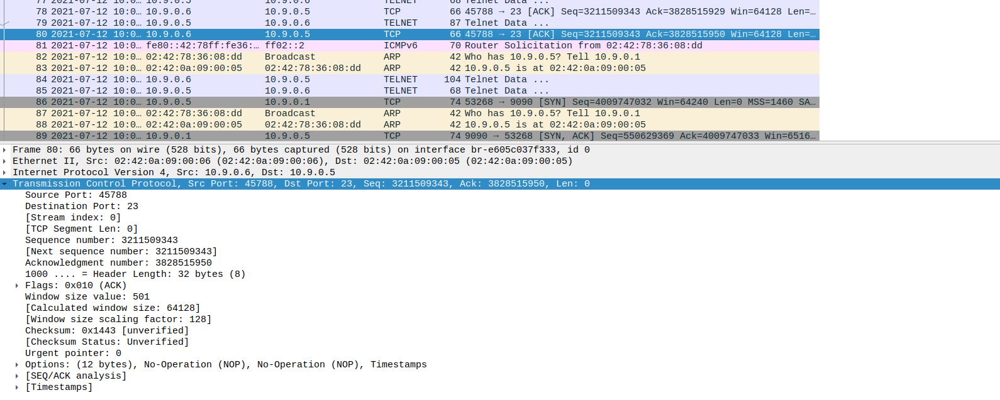 77 2021-07-12 10:0… 10.9.0.5 10.9.0.6 TELNET 68 Telnet Data ...
78 2021-07-12 10:0… 10.9.0.6 10.9.0.5 TCP 66 45788 → 23 [ACK] Seq=3211509343 Ack=3828515929 Win=64128 Len=…
79 2021-07-12 10:0… 10.9.0.5 10.9.0.6 TELNET 87 Telnet Data ...
80 2021-07-12 10:0… 10.9.0.6 10.9.0.5 TCP 66 45788 → 23 [ACK] Seq=3211509343 Ack=3828515950 Win=64128 Len=…
81 2021-07-12 10:0… fe80::42:78ff:fe36:… ff02::2 ICMPv6 70 Router Solicitation from 02:42:78:36:08:dd
82 2021-07-12 10:0… 02:42:78:36:08:dd Broadcast ARP 42 Who has 10.9.0.5? Tell 10.9.0.1
83 2021-07-12 10:0… 02:42:0a:09:00:05 02:42:78:36:08:dd ARP 42 10.9.0.5 is at 02:42:0a:09:00:05
84 2021-07-12 10:0… 10.9.0.6 10.9.0.5 TELNET 104 Telnet Data ...
85 2021-07-12 10:0… 10.9.0.5 10.9.0.6 TELNET 68 Telnet Data ...
86 2021-07-12 10:0… 10.9.0.5 10.9.0.1 TCP 74 53268 → 9090 [SYN] Seq=4009747032 Win=64240 Len=0 MSS=1460 SA…
87 2021-07-12 10:0… 02:42:78:36:08:dd Broadcast ARP 42 Who has 10.9.0.5? Tell 10.9.0.1
88 2021-07-12 10:0… 02:42:0a:09:00:05 02:42:78:36:08:dd ARP 42 10.9.0.5 is at 02:42:0a:09:00:05
89 2021-07-12 10:0… 10.9.0.1 10.9.0.5 TCP 74 9090 → 53268 [SYN, ACK] Seq=550629369 Ack=4009747033 Win=6516…
Frame 80: 66 bytes on wire (528 bits), 66 bytes captured (528 bits) on interface br-e605c037f333, id 0
Ethernet II, Src: 02:42:0a:09:00:06 (02:42:0a:09:00:06), Dst: 02:42:0a:09:00:05 (02:42:0a:09:00:05)
Internet Protocol Version 4, Src: 10.9.0.6, Dst: 10.9.0.5
Transmission Control Protocol, Src Port: 45788, Dst Port: 23, Seq: 3211509343, Ack: 3828515950, Len: 0
Source Port: 45788
Destination Port: 23
[Stream index: 0]
[TCP Segment Len: 0]
Sequence number: 3211509343
[Next sequence number: 3211509343]
Acknowledgment number: 3828515950
1000 .... = Header Length: 32 bytes (8)
Flags: 0x010 (ACK)
Window size value: 501
[Calculated window size: 64128]
[Window size scaling factor: 128]
Checksum: 0x1443 [unverified]
[Checksum Status: Unverified]
Urgent pointer: 0
Options: (12 bytes), No-Operation (NOP), No-Operation (NOP), Timestamps
[SEQ/ACK analysis]
[Timestamps]